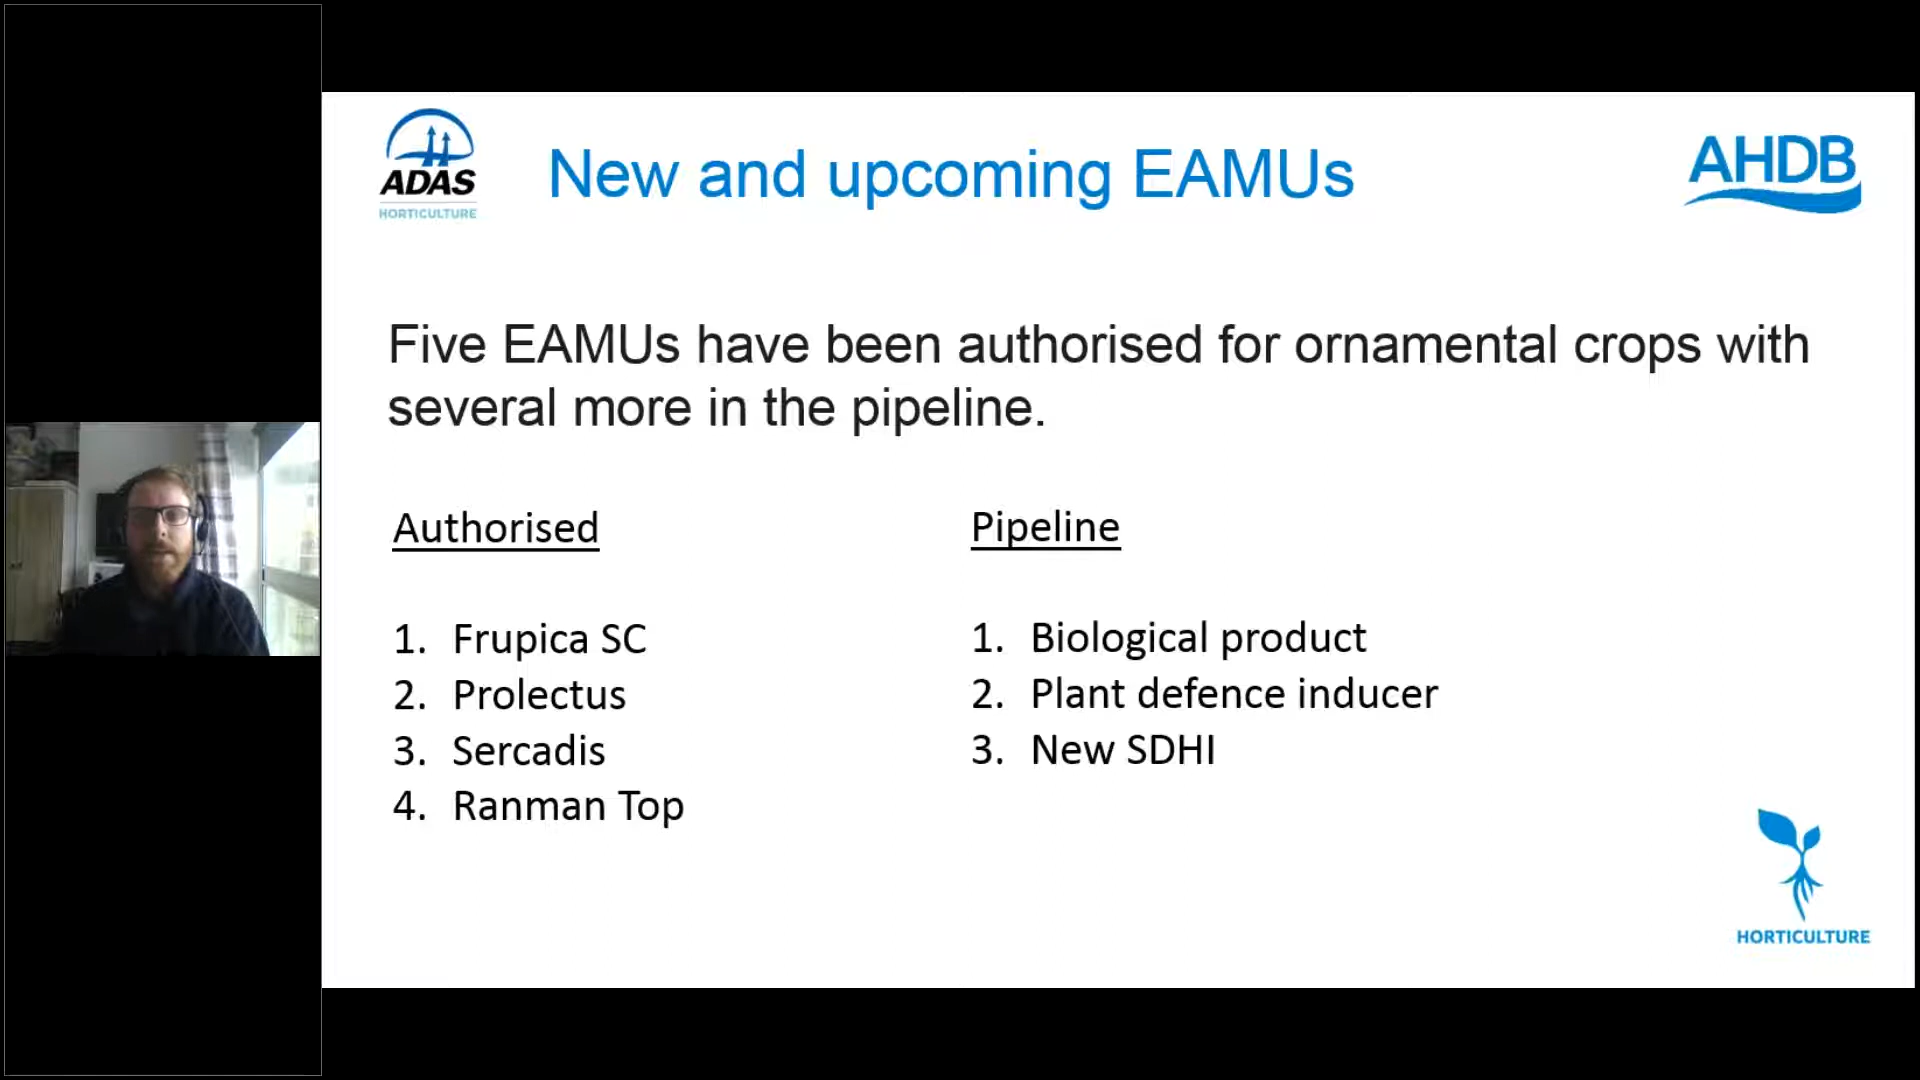 ADAS
HORTICULTURE
New and upcoming EAMUs
AHDB
Five EAMUs have been authorised for ornamental crops with
several more in the pipeline.
Authorised
1. Frupica SC
2. Prolectus
3. Sercadis
4. Ranman Top
Pipeline
1. Biological product
2. Plant defence inducer
3. New SDHI
HORTICULTURE